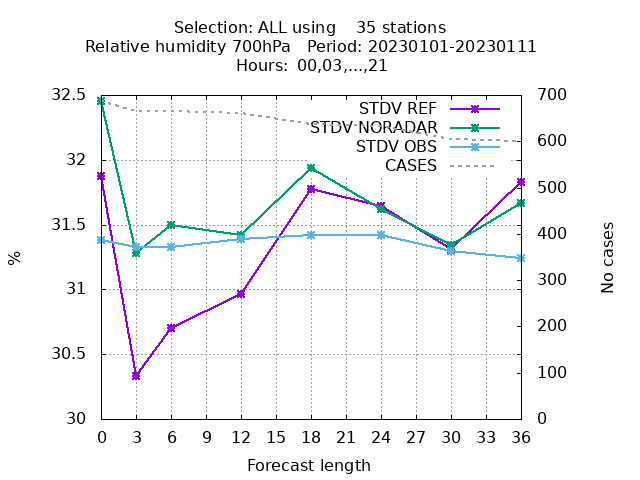 Selection: ALL using    35 stations
Relative humidity 700hPa   Period: 20230101-20230111
Hours: 00,03,...,21
STDV REF
STDV NORADAR
STDV OBS
CASES
32.5
32
31.5
31
30.5
30
%
700
600
500
400
300
200
100
0
No cases
0 3 6 9 12 15 18 21 24 27 30 33 36
Forecast length